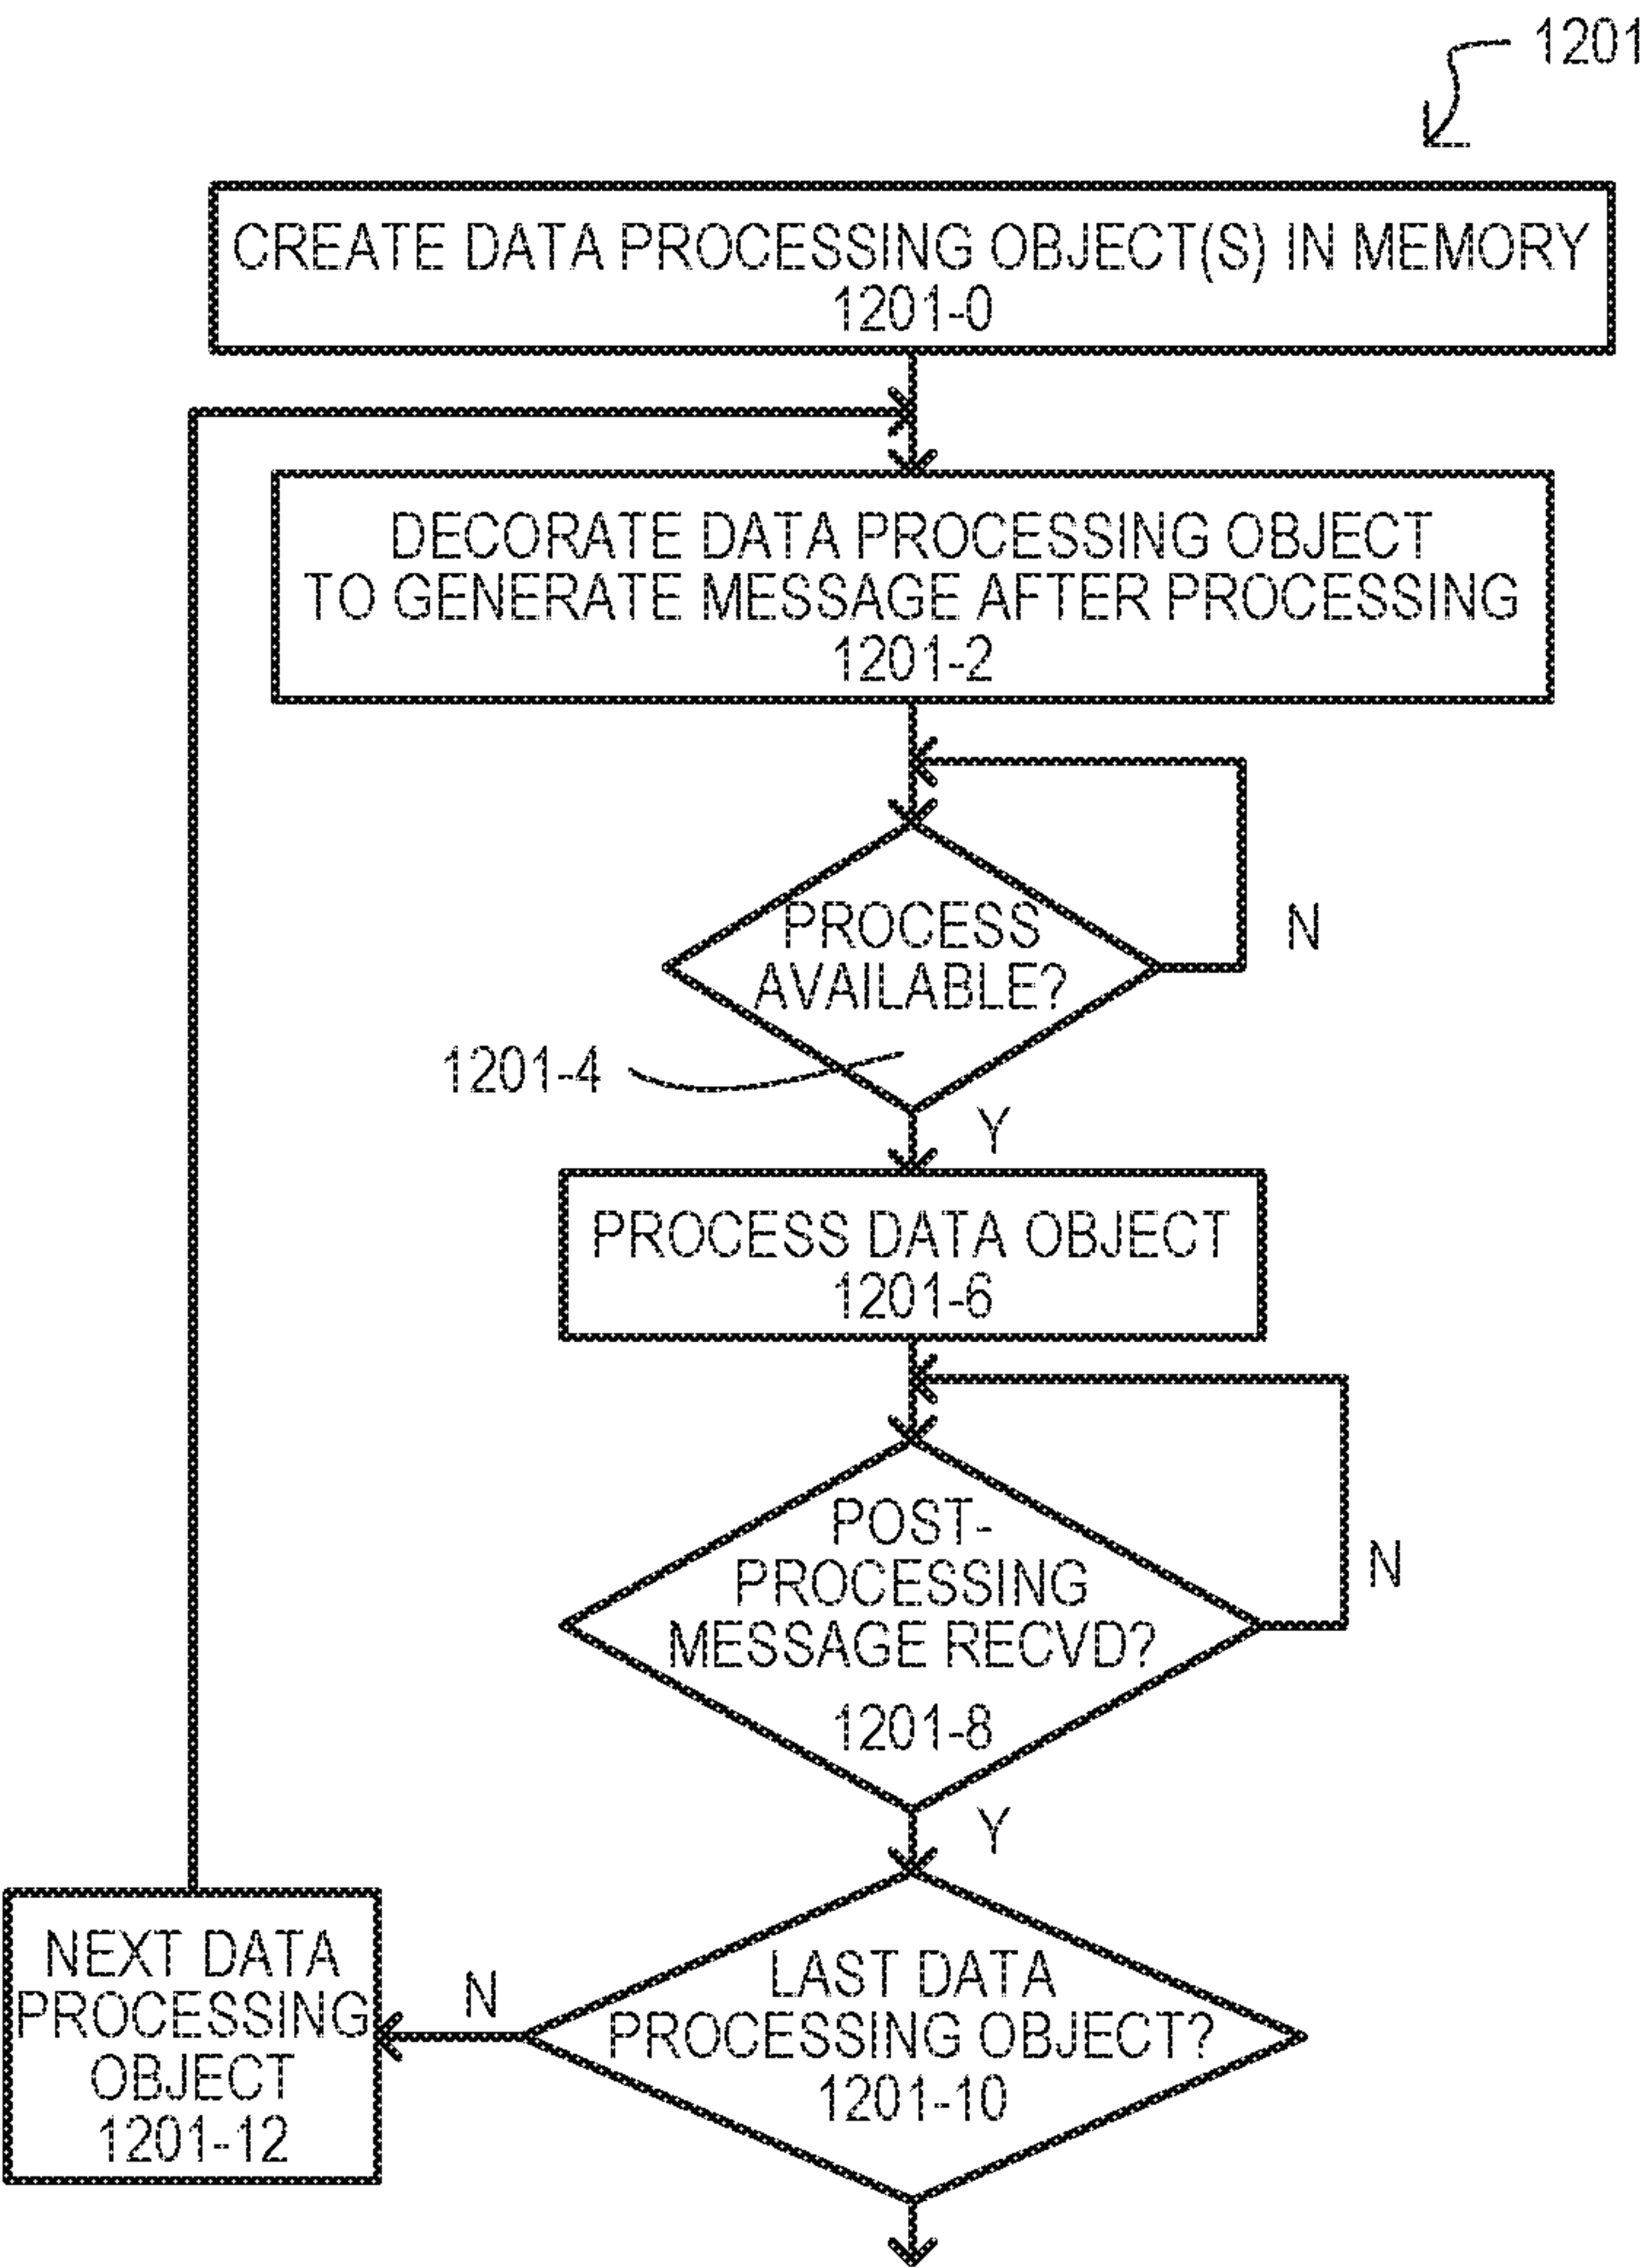 1201
CREATE DATA PROCESSING OBJECT(S) IN MEMORY
1201-0
DECORATE DATA PROCESSING OBJECT
TO GENERATE MESSAGE AFTER PROCESSING
1201-2
PROCESS
AVAILABLE?
N
1201-4
Y
PROCESS DATA OBJECT
1201-6
POST-
PROCESSING
MESSAGE RECVD?
1201-8
N
Y
LAST DATA
PROCESSING OBJECT?
1201-10
N
NEXT DATA
PROCESSING
OBJECT
1201-12